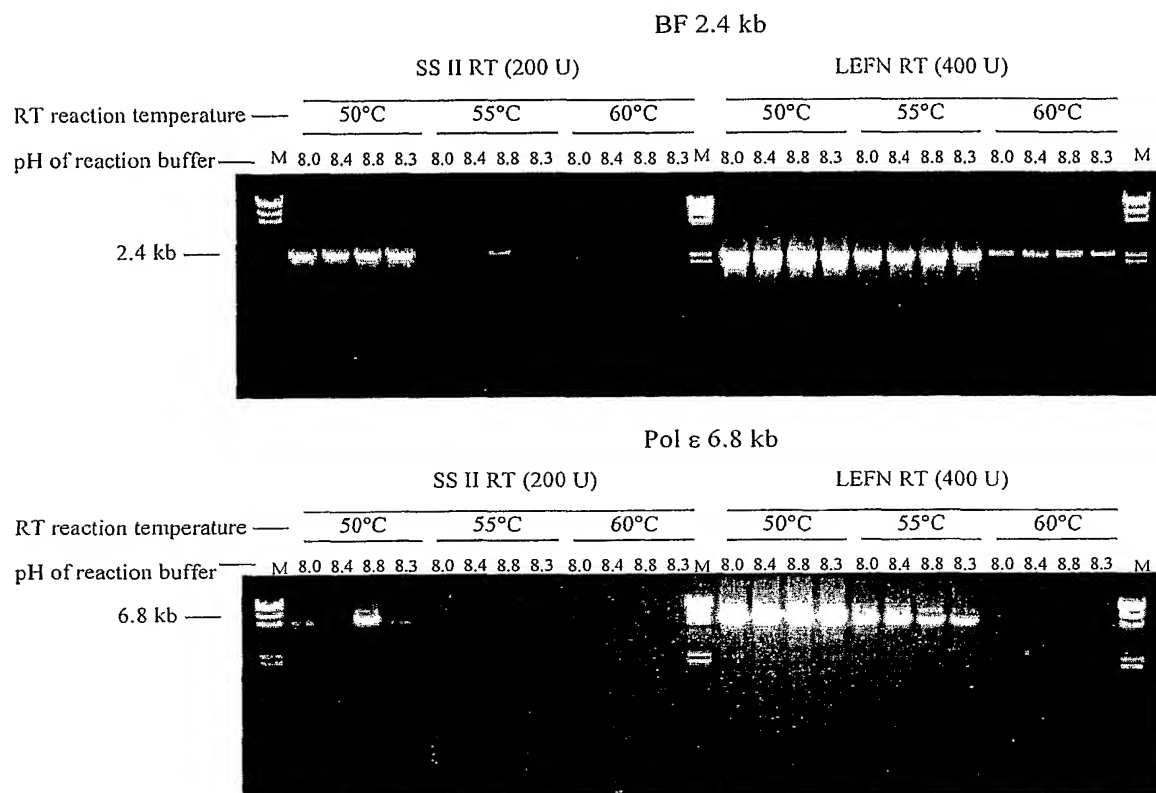 BF 2.4 kb
SS II RT (200 U) LEFN RT (400 U)
RT reaction temperature 50°C 55°C 60°C 50°C 55°C 60°C
pH of reaction buffer M 8.0 8.4 8.8 8.3 8.0 8.4 8.8 8.3 8.0 8.4 8.8 8.3 M 8.0 8.4 8.8 8.3 8.0 8.4 8.8 8.3 8.0 8.4 8.8 8.3 M
2.4 kb
Pol ε 6.8 kb
SS II RT (200 U) LEFN RT (400 U)
RT reaction temperature 50°C 55°C 60°C 50°C 55°C 60°C
pH of reaction buffer M 8.0 8.4 8.8 8.3 8.0 8.4 8.8 8.3 8.0 8.4 8.8 8.3 M 8.0 8.4 8.8 8.3 8.0 8.4 8.8 8.3 8.0 8.4 8.8 8.3 M
6.8 kb